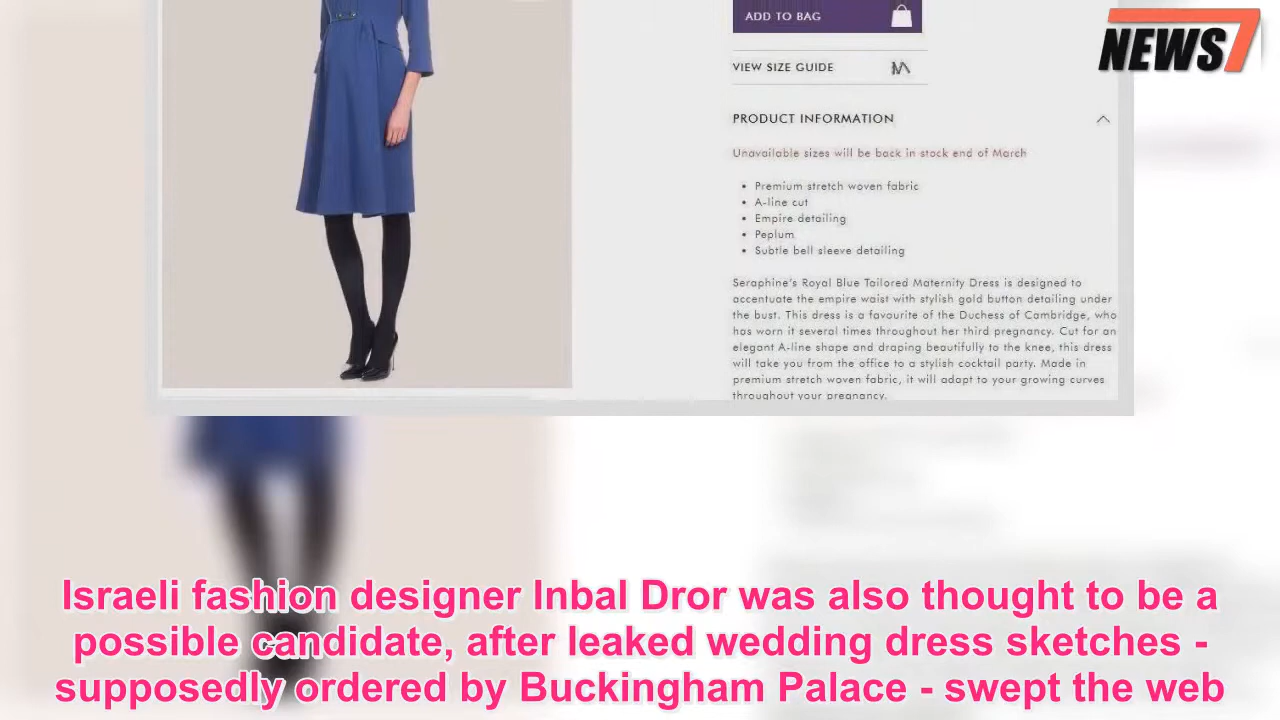 ADD TO BAG
NEWS7
VIEW SIZE GUIDE
PRODUCT INFORMATION
Unavailable sizes will be back in stock end of March
• Premium stretch woven fabric
• A-line cut
• Empire detailing
• Peplum
• Subtle bell sleeve detailing
Seraphine's Royal Blue Tailored Maternity Dress is designed to
accentuate the empire waist with stylish gold button detailing under
the bust. This dress is a favourite of the Duchess of Cambridge, who
has worn it several times throughout her third pregnancy. Cut for an
elegant A-line shape and draping beautifully to the knee, this dress
will take you from the office to a stylish cocktail party. Made in
premium stretch woven fabric, it will adapt to your growing curves
throughout your pregnancy.
Israeli fashion designer Inbal Dror was also thought to be a
possible candidate, after leaked wedding dress sketches -
supposedly ordered by Buckingham Palace - swept the web